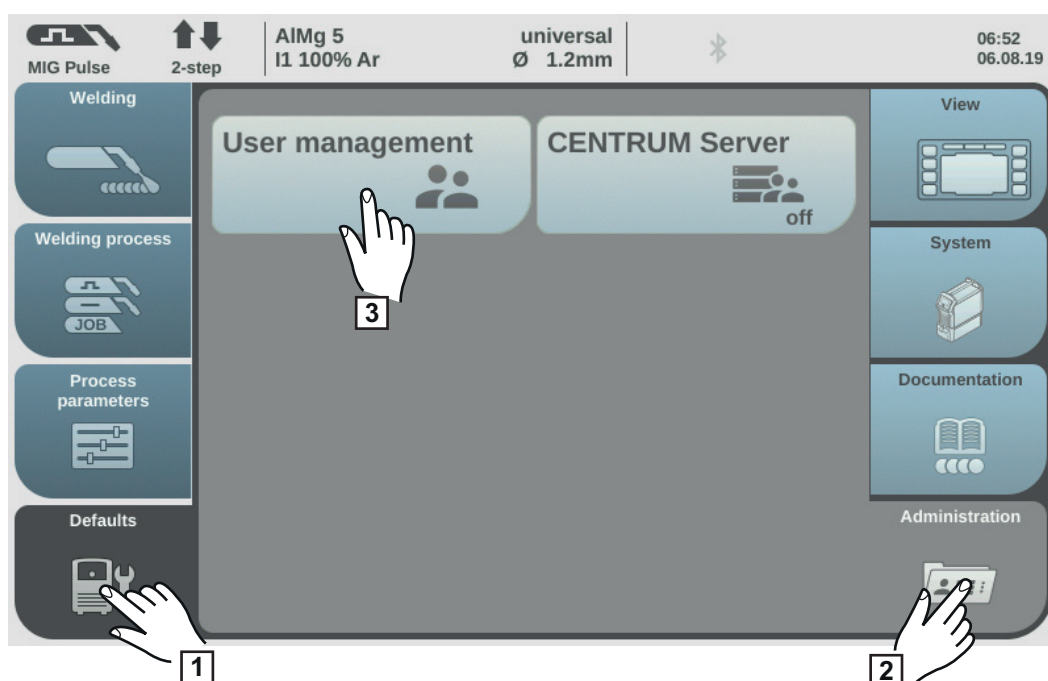 MIG Pulse
2-step
AlMg 5
I1 100% Ar
universal
Ø 1.2mm
06:52
06.08.19
Welding
Welding process
JOB
Process
parameters
Defaults
User management
CENTRUM Server
off
View
System
Documentation
Administration
3
1
2